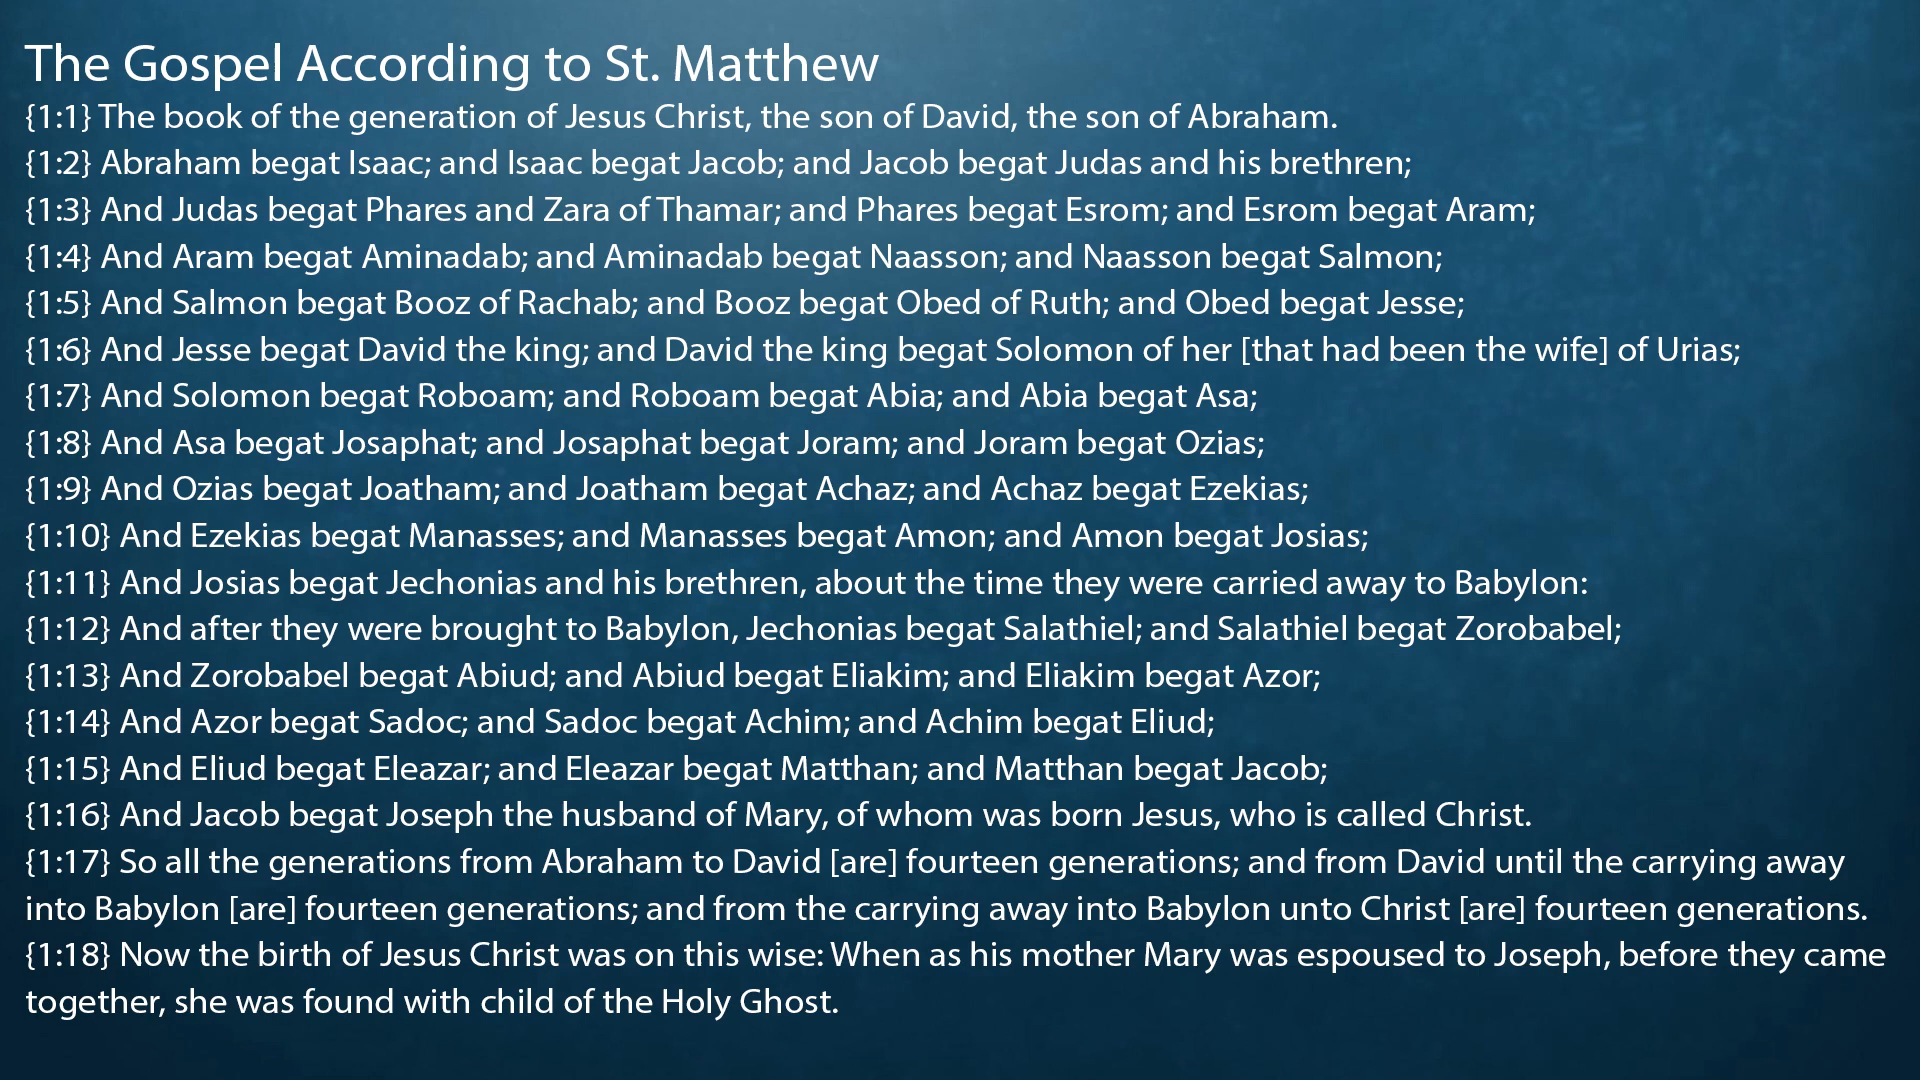 The Gospel According to St. Matthew
{1:1} The book of the generation of Jesus Christ, the son of David, the son of Abraham.
{1:2} Abraham begat Isaac; and Isaac begat Jacob; and Jacob begat Judas and his brethren;
{1:3} And Judas begat Phares and Zara of Thamar; and Phares begat Esrom; and Esrom begat Aram;
{1:4} And Aram begat Aminadab; and Aminadab begat Naasson; and Naasson begat Salmon;
{1:5} And Salmon begat Booz of Rachab; and Booz begat Obed of Ruth; and Obed begat Jesse;
{1:6} And Jesse begat David the king; and David the king begat Solomon of her [that had been the wife] of Urias;
{1:7} And Solomon begat Roboam; and Roboam begat Abia; and Abia begat Asa;
{1:8} And Asa begat Josaphat; and Josaphat begat Joram; and Joram begat Ozias;
{1:9} And Ozias begat Joatham; and Joatham begat Achaz; and Achaz begat Ezekias;
{1:10} And Ezekias begat Manasses; and Manasses begat Amon; and Amon begat Josias;
{1:11} And Josias begat Jechonias and his brethren, about the time they were carried away to Babylon:
{1:12} And after they were brought to Babylon, Jechonias begat Salathiel; and Salathiel begat Zorobabel;
{1:13} And Zorobabel begat Abiud; and Abiud begat Eliakim; and Eliakim begat Azor;
{1:14} And Azor begat Sadoc; and Sadoc begat Achim; and Achim begat Eliud;
{1:15} And Eliud begat Eleazar; and Eleazar begat Matthan; and Matthan begat Jacob;
{1:16} And Jacob begat Joseph the husband of Mary, of whom was born Jesus, who is called Christ.
{1:17} So all the generations from Abraham to David [are] fourteen generations; and from David until the carrying away
into Babylon [are] fourteen generations; and from the carrying away into Babylon unto Christ [are] fourteen generations.
{1:18} Now the birth of Jesus Christ was on this wise: When as his mother Mary was espoused to Joseph, before they came
together, she was found with child of the Holy Ghost.